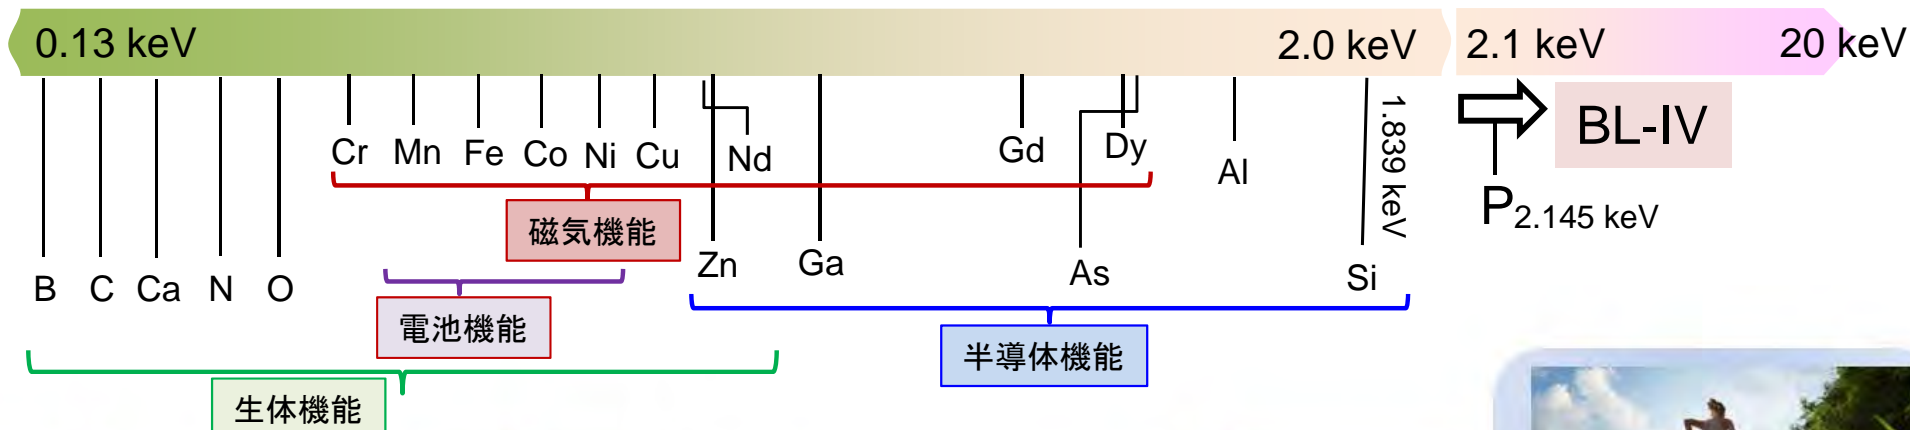 0.13 keV
2.0 keV
2.1 keV
20 keV
Cr Mn Fe Co Ni Cu Nd Gd Dy Al
1.839 keV
BL-IV
P 2.145 keV
磁気機能
B C Ca N O Zn Ga As Si
電池機能
半導体機能
生体機能